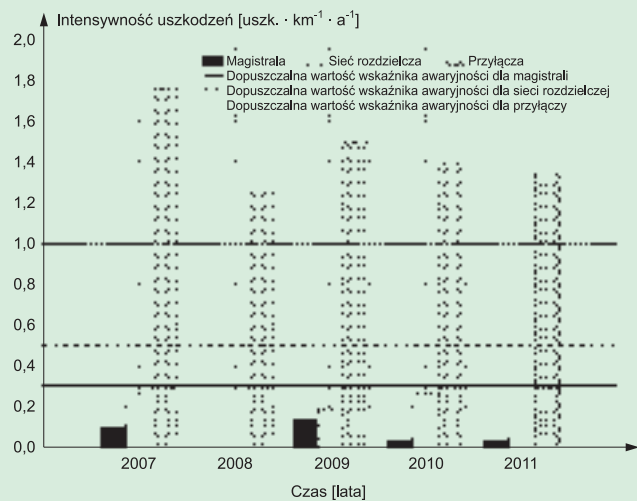 Intensywność uszkodzeń [uszk. · km⁻¹ · a⁻¹]
2,0
Magistrala Sieć rozdzielcza Przyłącza
Dopuszczalna wartość wskaźnika awaryjności dla magistrali
1,8
Dopuszczalna wartość wskaźnika awaryjności dla sieci rozdzielczej
Dopuszczalna wartość wskaźnika awaryjności dla przyłączy
1,6
1,4
1,2
1,0
0,8
0,6
0,4
0,2
0,0
2007 2008 2009 2010 2011
Czas [lata]